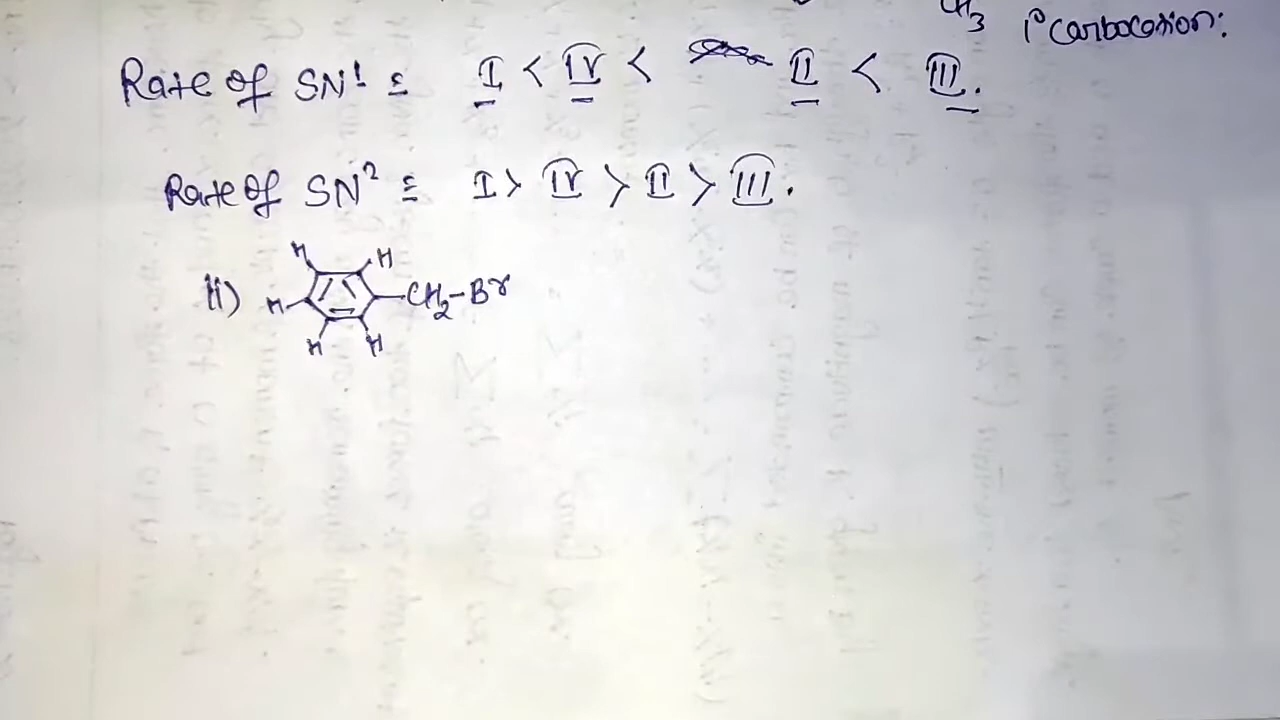 CH3 1° carbocation:
Rate of SN1 : I < IV < II < III.
Rate of SN2 : I > IV > II > III.
ii) H H H H H CH2-Br